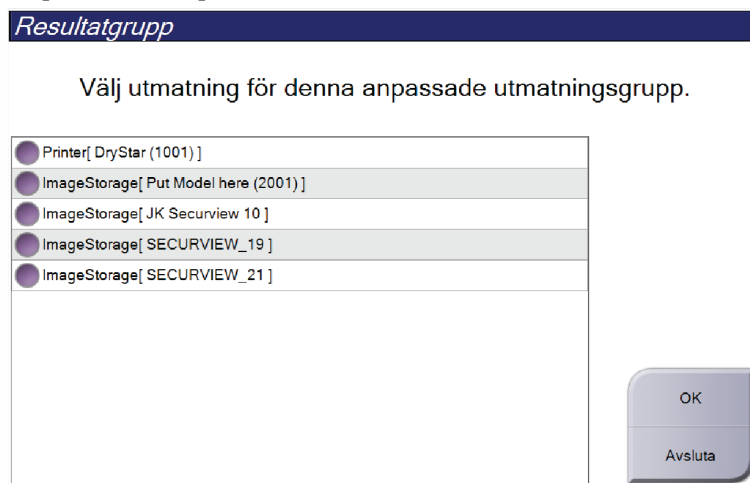 Resultatgrupp
Välj utmatning för denna anpassade utmatningsgrupp.
Printer[ DryStar (1001) ]
ImageStorage[ Put Model here (2001) ]
ImageStorage[ JK Securview 10 ]
ImageStorage[ SECURVIEW_19 ]
ImageStorage[ SECURVIEW_21 ]
OK
Avsluta